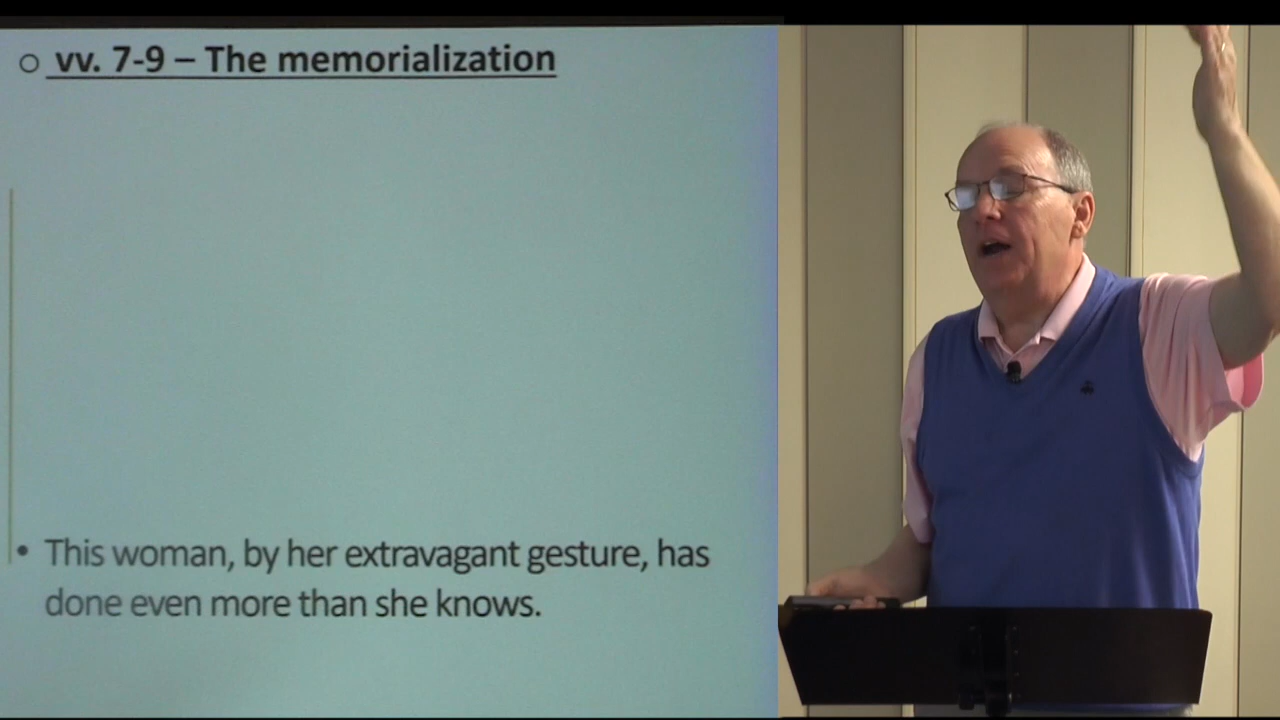 ○ vv. 7-9 – The memorialization
• This woman, by her extravagant gesture, has
done even more than she knows.